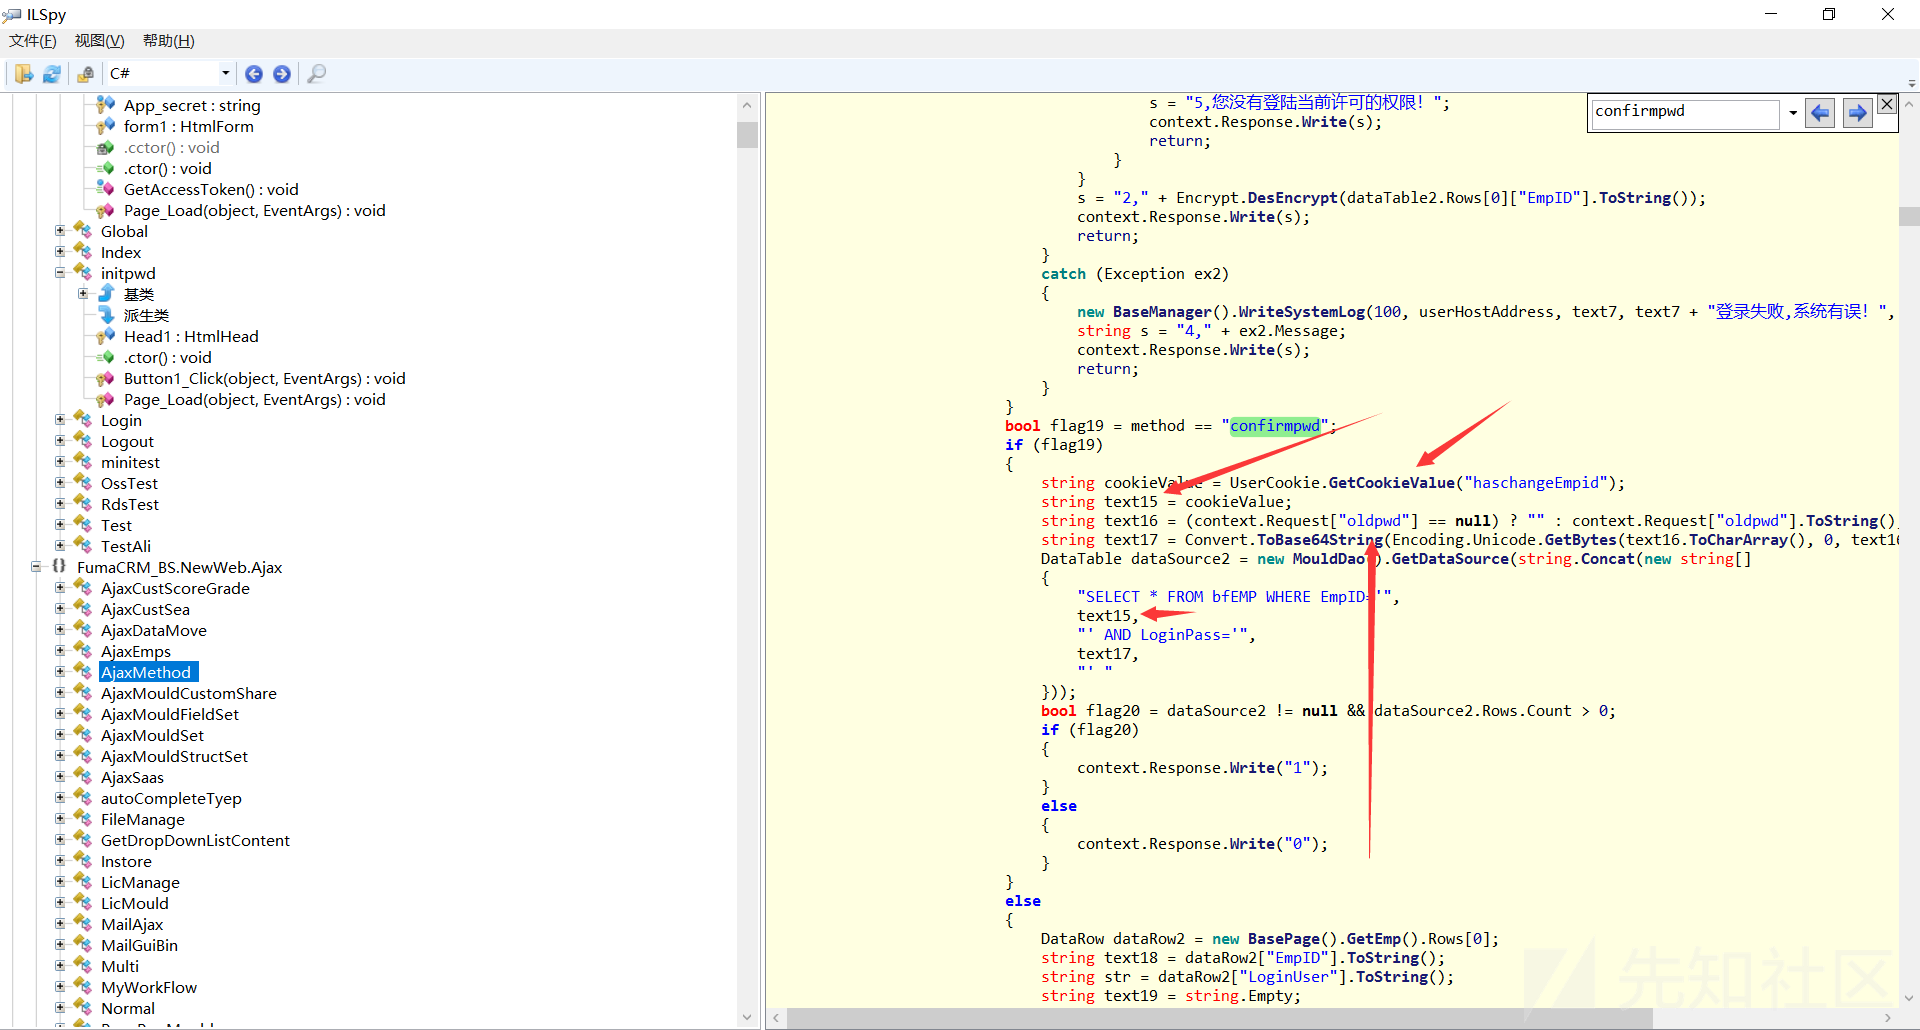 ILSpy
文件(F) 视图(V) 帮助(H)
C#
App_secret : string
form1 : HtmlForm
.cctor() : void
.ctor() : void
GetAccessToken() : void
Page_Load(object, EventArgs) : void
Global
Index
initpwd
基类
派生类
Head1 : HtmlHead
.ctor() : void
Button1_Click(object, EventArgs) : void
Page_Load(object, EventArgs) : void
Login
Logout
minitest
OssTest
RdsTest
Test
TestAli
{} FumaCRM_BS.NewWeb.Ajax
AjaxCustScoreGrade
AjaxCustSea
AjaxDataMove
AjaxEmps
AjaxMethod
AjaxMouldCustomShare
AjaxMouldFieldSet
AjaxMouldSet
AjaxMouldStructSet
AjaxSaas
autoCompleteTyep
FileManage
GetDropDownListContent
Instore
LicManage
LicMould
MailAjax
MailGuiBin
Multi
MyWorkFlow
Normal
confirmpwd
s = "5,您没有登陆当前许可的权限！";
context.Response.Write(s);
return;
}
}
s = "2," + Encrypt.DesEncrypt(dataTable2.Rows[0]["EmpID"].ToString());
context.Response.Write(s);
return;
}
catch (Exception ex2)
{
new BaseManager().WriteSystemLog(100, userHostAddress, text7, text7 + "登录失败,系统有误！",
string s = "4," + ex2.Message;
context.Response.Write(s);
return;
}
}
bool flag19 = method == "confirmpwd";
if (flag19)
{
string cookieValue = UserCookie.GetCookieValue("haschangeEmpid");
string text15 = cookieValue;
string text16 = (context.Request["oldpwd"] == null) ? "" : context.Request["oldpwd"].ToString()
string text17 = Convert.ToBase64String(Encoding.Unicode.GetBytes(text16.ToCharArray(), 0, text16
DataTable dataSource2 = new MouldDao().GetDataSource(string.Concat(new string[]
{
"SELECT * FROM bfEMP WHERE EmpID='",
text15,
"' AND LoginPass='",
text17,
"' "
}));
bool flag20 = dataSource2 != null && dataSource2.Rows.Count > 0;
if (flag20)
{
context.Response.Write("1");
}
else
{
context.Response.Write("0");
}
}
else
{
DataRow dataRow2 = new BasePage().GetEmp().Rows[0];
string text18 = dataRow2["EmpID"].ToString();
string str = dataRow2["LoginUser"].ToString();
string text19 = string.Empty;
先知社区